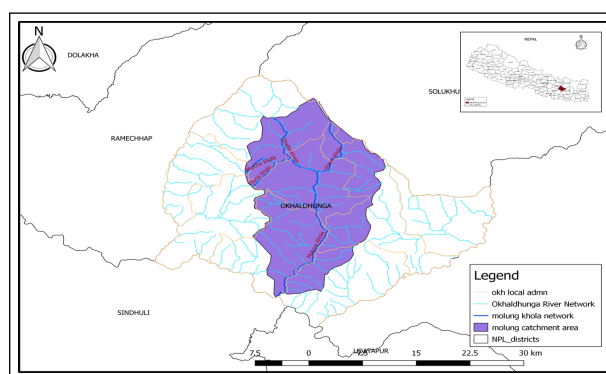 N
DOLAKHA
NEPAL
SOLUKHU
RAMECHHAP
OKHALDHUNGA
Legend
okh local admn
Okhaldhunga River Network
molung khola network
molung catchment area
NPL_districts
SINDHULI
UDAYAPUR
7.5 0 7.5 15 22.5 30 km